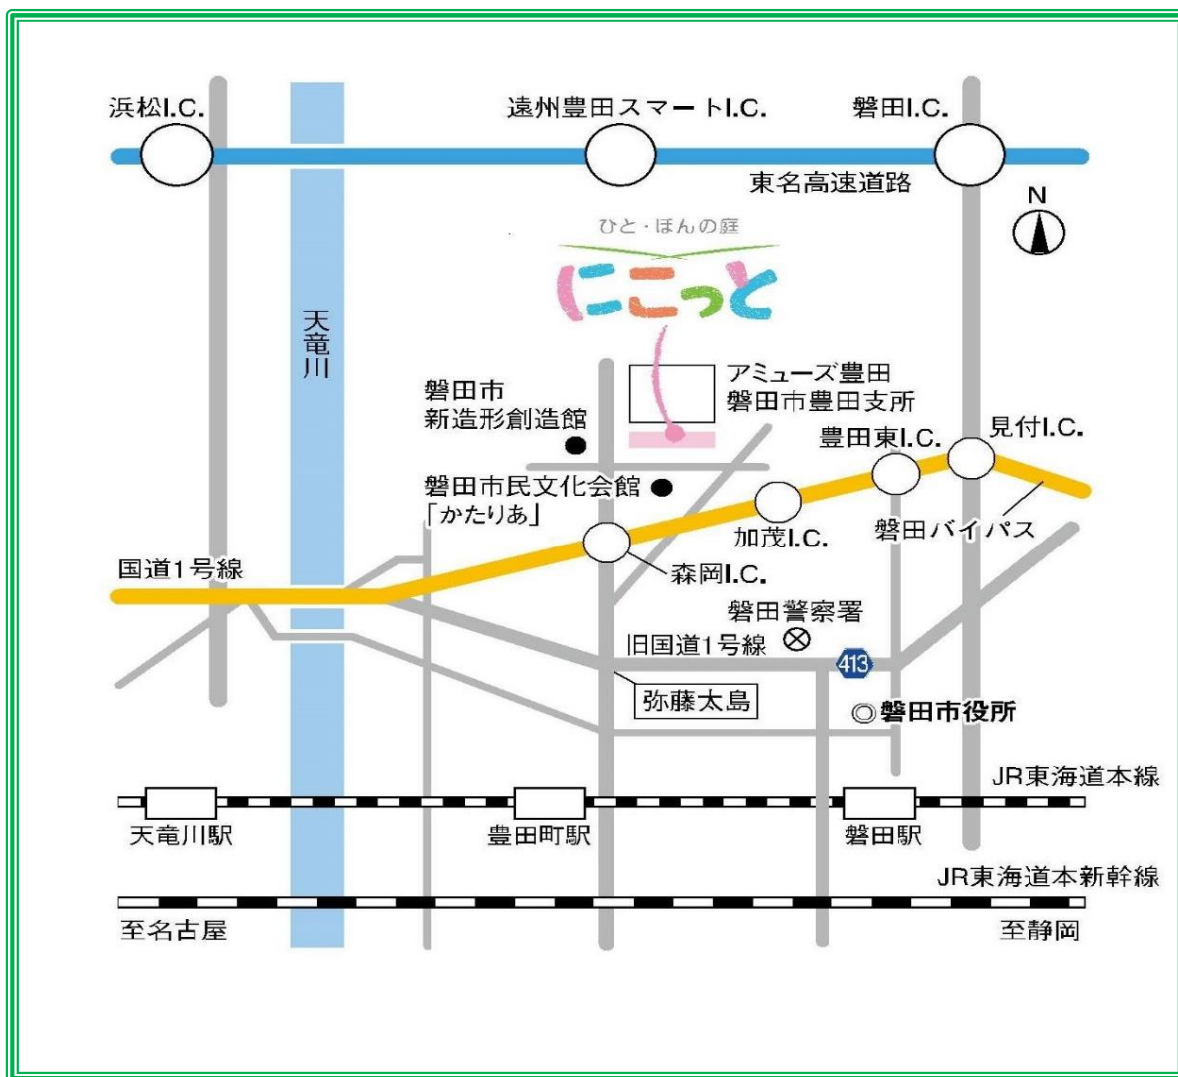 浜松I.C.
遠州豊田スマートI.C.
磐田I.C.
東名高速道路
N
ひと・ほんの庭
にこっと
天竜川
アミューズ豊田
磐田市豊田支所
磐田市
新造形創造館
豊田東I.C.
見付I.C.
磐田市民文化会館
「かたりあ」
加茂I.C.
磐田バイパス
国道1号線
森岡I.C.
磐田警察署
旧国道1号線
413
弥藤太島
磐田市役所
JR東海道本線
天竜川駅
豊田町駅
磐田駅
JR東海道本新幹線
至名古屋
至静岡